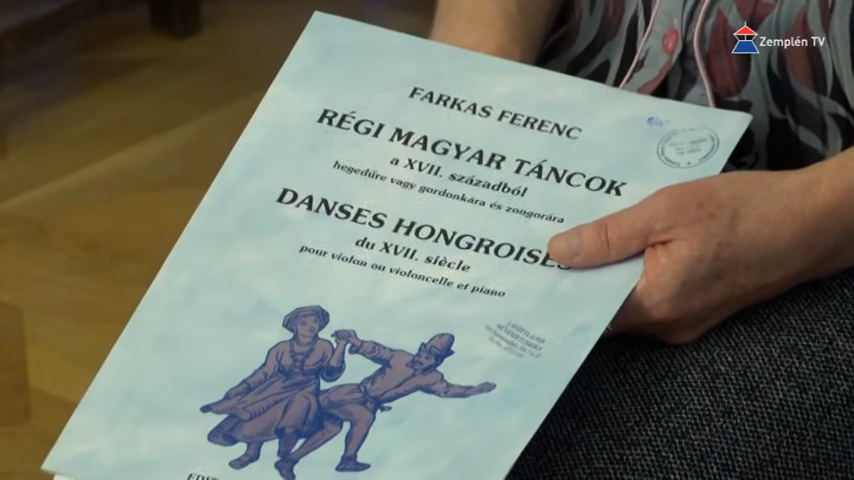 Zemplén TV
FARKAS FERENC
RÉGI MAGYAR TÁNCOK
a XVII. századból
hegedűre vagy gordonkára és zongorára
DANSES HONGROISES
du XVII. siècle
pour violon ou violoncelle et piano